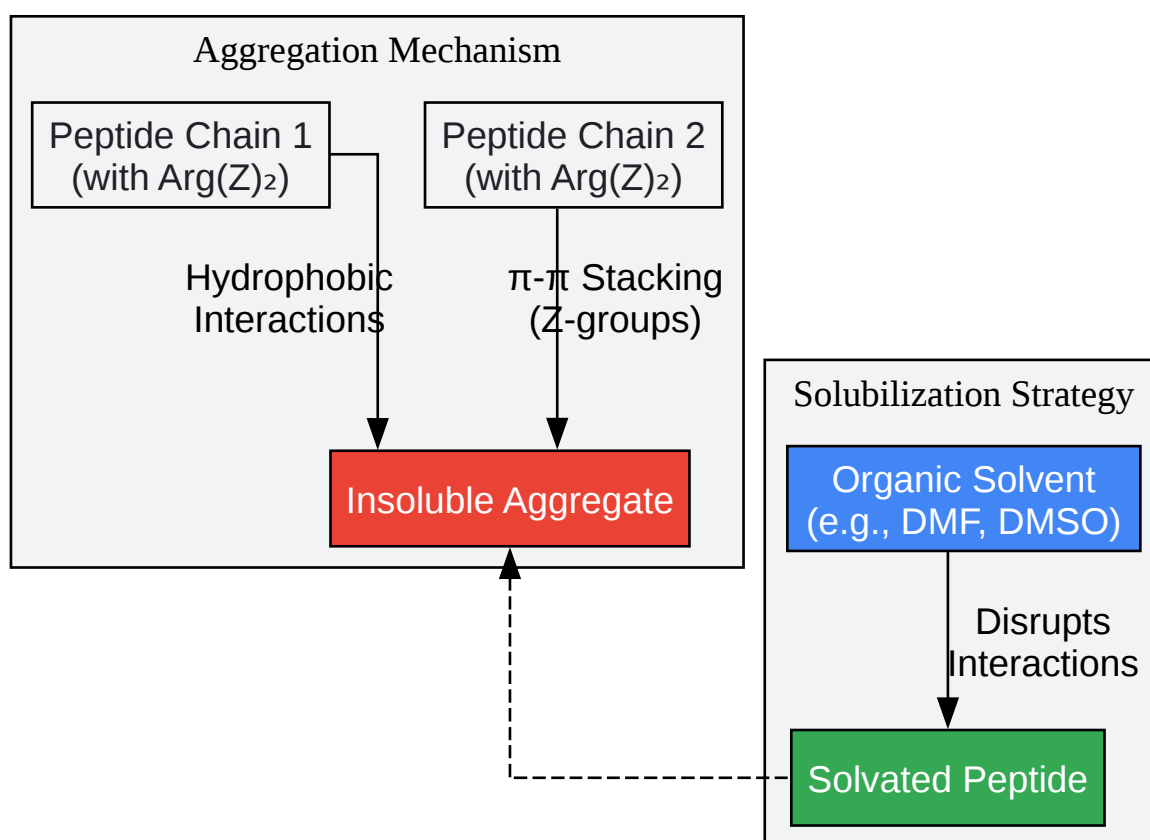 Aggregation Mechanism
Peptide Chain 1
(with Arg(Z)₂)
Peptide Chain 2
(with Arg(Z)₂)
Hydrophobic
Interactions
π-π Stacking
(Z-groups)
Insoluble Aggregate
Solubilization Strategy
Organic Solvent
(e.g., DMF, DMSO)
Disrupts
Interactions
Solvated Peptide